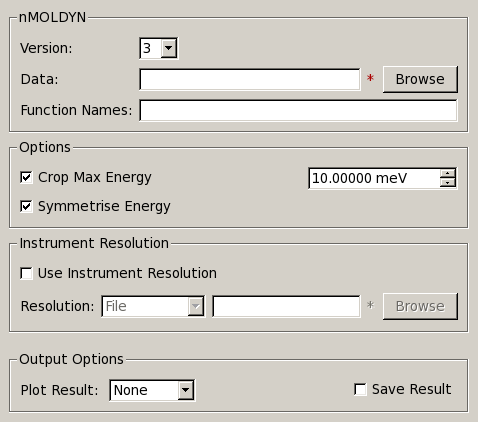 nMOLDYN
Version: 3
Data: * Browse
Function Names:
Options
Crop Max Energy 10.00000 meV
Symmetrise Energy
Instrument Resolution
Use Instrument Resolution
Resolution: File * Browse
Output Options
Plot Result: None Save Result